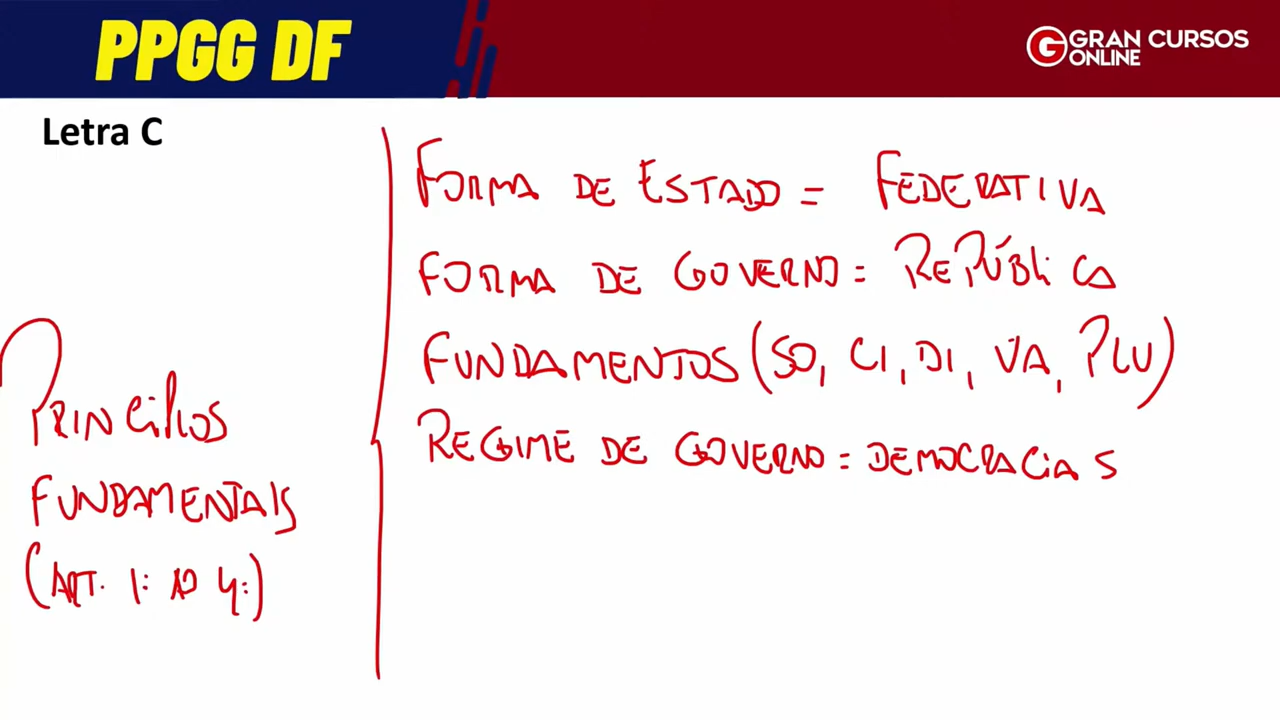 PPGG DF
GRAN CURSOS
ONLINE
Letra C
FORMA DE ESTADO = FEDERATIVA
FORMA DE GOVERNO = REPÚBLICA
FUNDAMENTOS (SO, CI, DI, VA, PLU)
REGIME DE GOVERNO = DEMOCRACIA S
PRINCÍPIOS
FUNDAMENTAIS
(ART. 1º AO 4º)